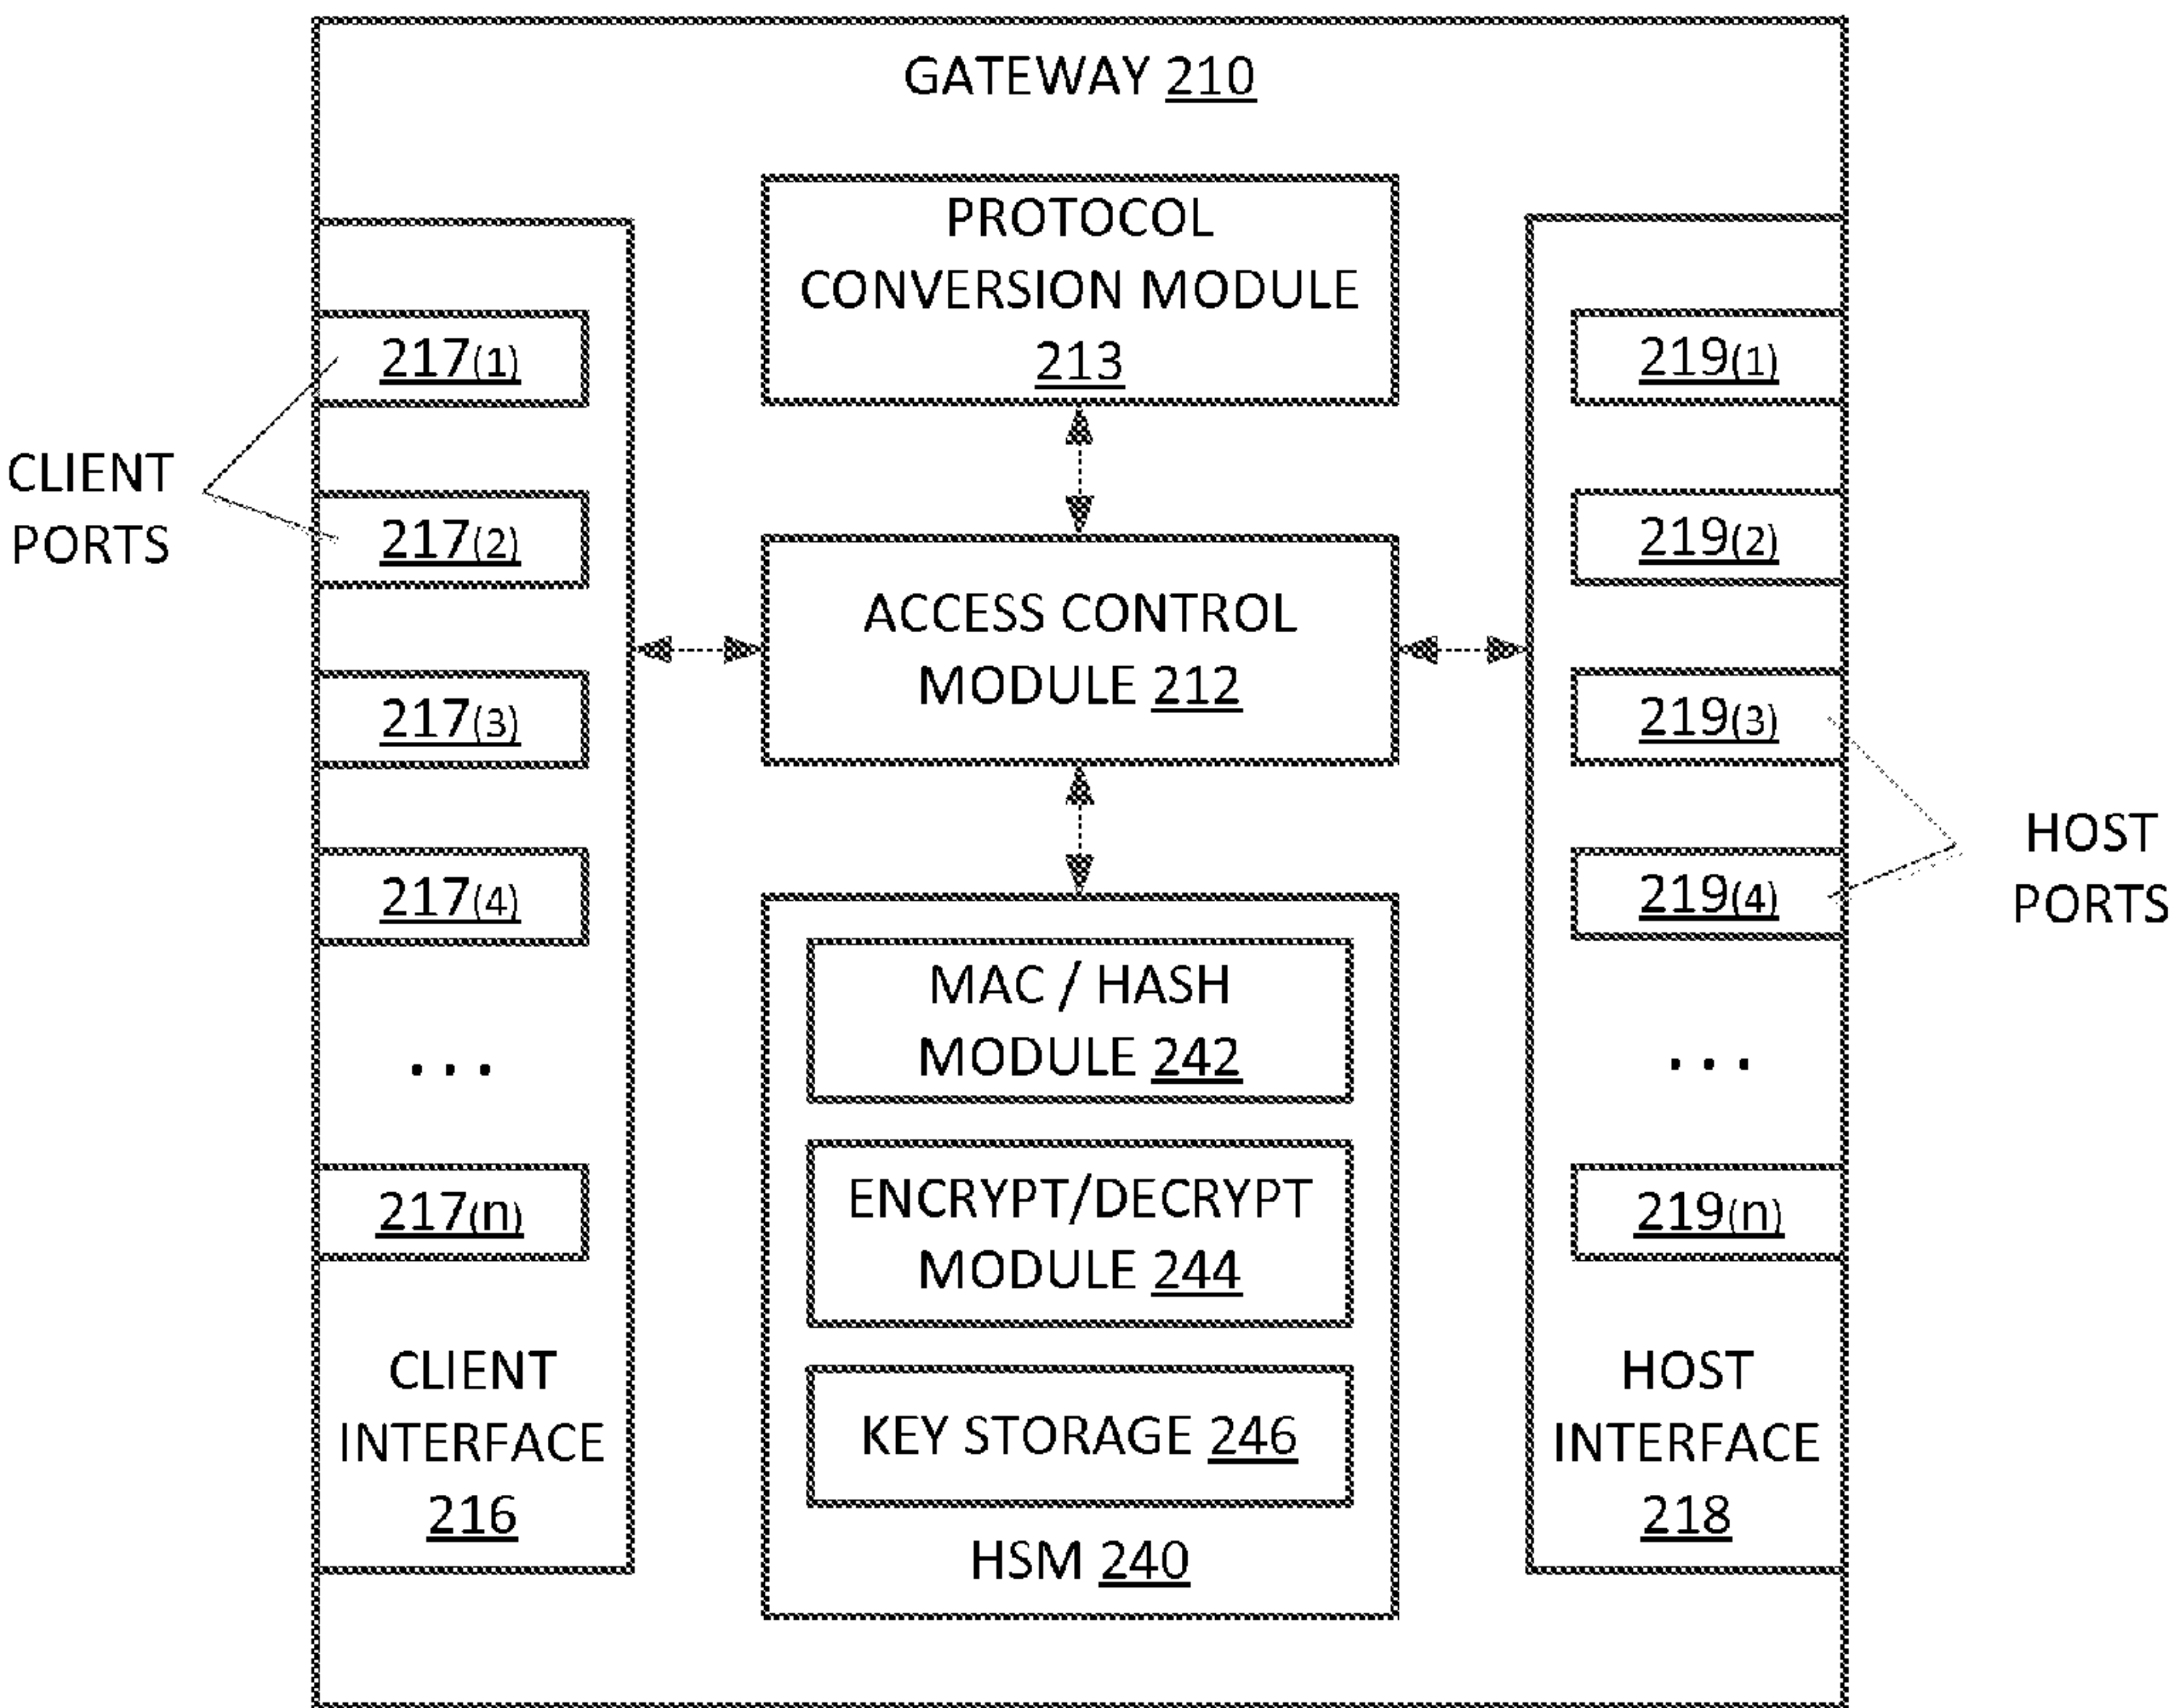 GATEWAY 210
CLIENT
PORTS
217(1)
217(2)
217(3)
217(4)
...
217(n)
CLIENT
INTERFACE
216
PROTOCOL
CONVERSION MODULE
213
ACCESS CONTROL
MODULE 212
MAC / HASH
MODULE 242
ENCRYPT/DECRYPT
MODULE 244
KEY STORAGE 246
HSM 240
219(1)
219(2)
219(3)
219(4)
...
219(n)
HOST
INTERFACE
218
HOST
PORTS